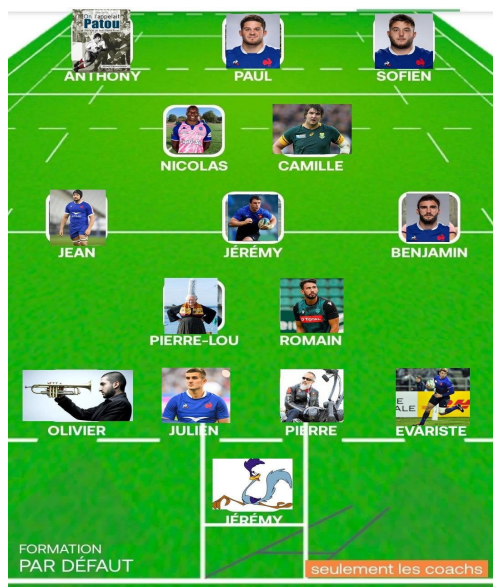 On l'appelait
Patou
ANTHONY
PAUL
SOFIEN
NICOLAS
CAMILLE
JEAN
JÉRÉMY
BENJAMIN
PIERRE-LOU
ROMAIN
TOTAL
OLIVIER
JULIEN
PIERRE
EVARISTE
JÉRÉMY
FORMATION
PAR DÉFAUT
seulement les coachs